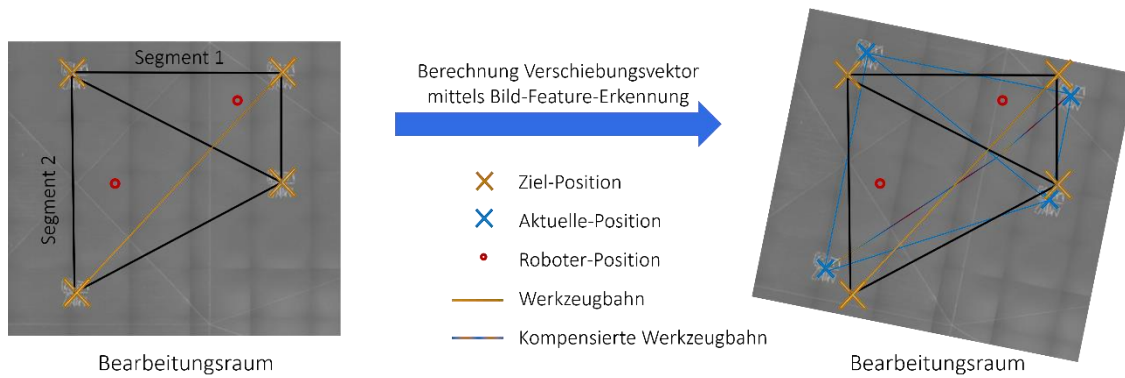 Segment 1
Segment 2
Bearbeitungsraum
Berechnung Verschiebungsvektor
mittels Bild-Feature-Erkennung
Ziel-Position
Aktuelle-Position
Roboter-Position
Werkzeugbahn
Kompensierte Werkzeugbahn
Bearbeitungsraum